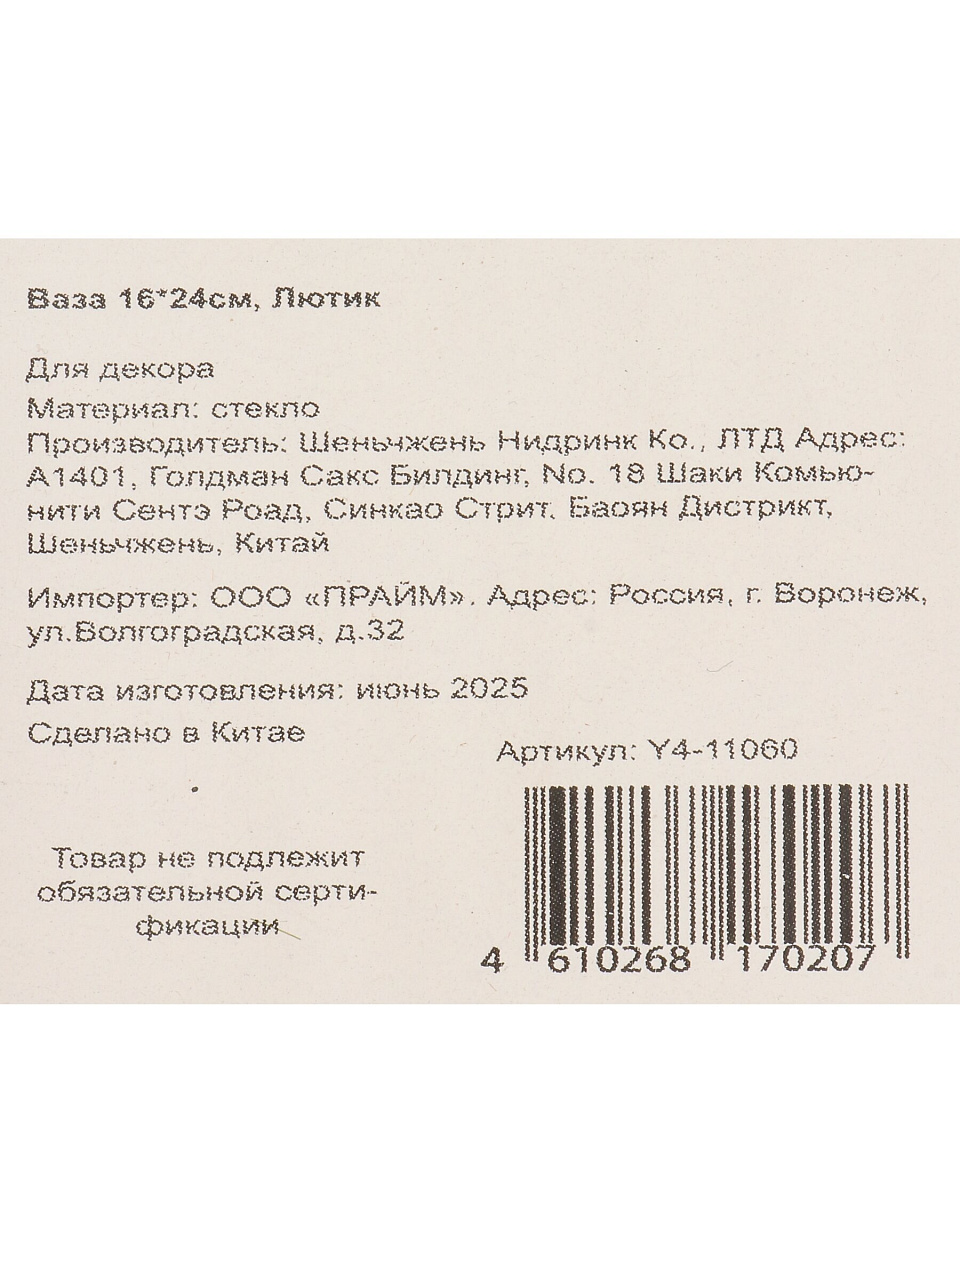 Ваза 16*24см, Лютик
Для декора
Материал: стекло
Производитель: Шеньчжень Нидринк Ко., ЛТД Адрес:
А1401, Голдман Сакс Билдинг, No. 18 Шаки Комью-
нити Сентэ Роад, Синкао Стрит, Баоян Дистрикт,
Шеньчжень, Китай
Импортер: ООО «ПРАЙМ». Адрес: Россия, г. Воронеж,
ул.Волгоградская, д.32
Дата изготовления: июнь 2025
Сделано в Китае
Артикул: Y4-11060
Товар не подлежит
обязательной серти-
фикации
4 610268 170207